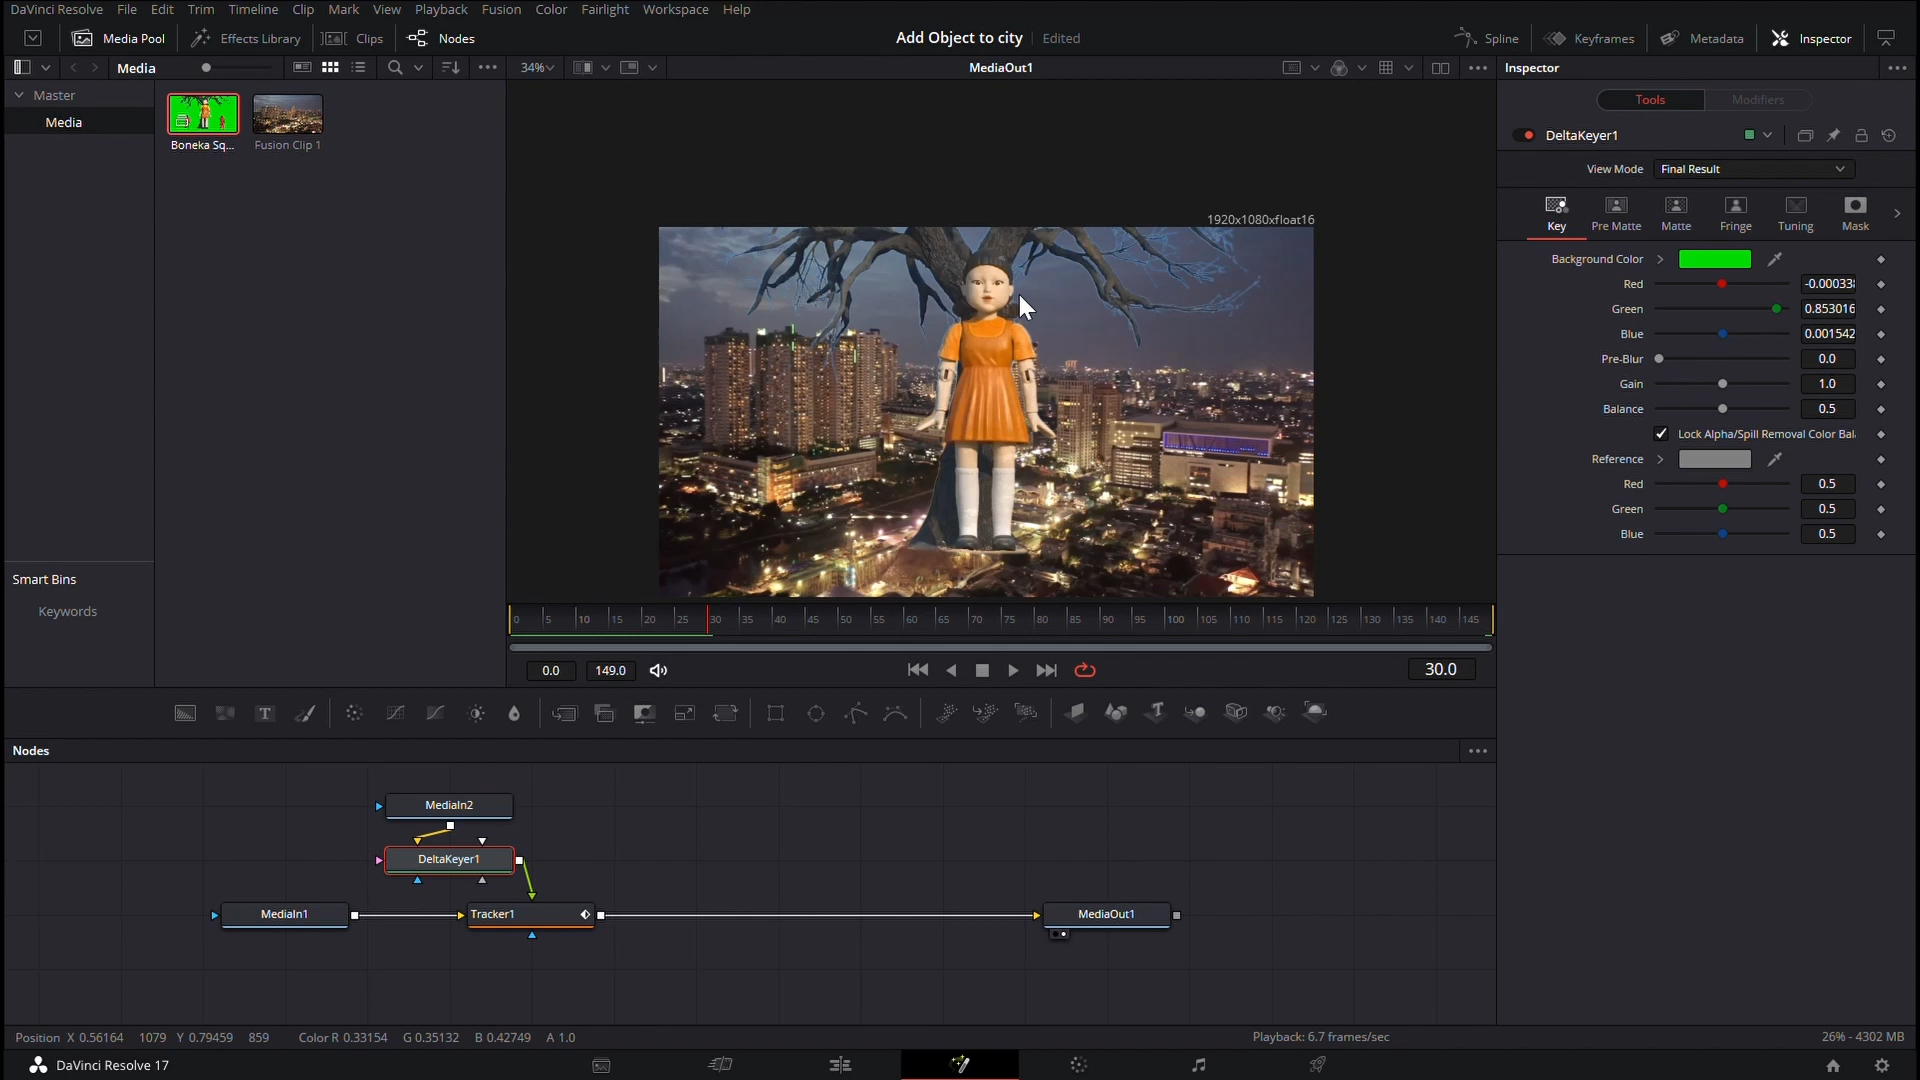 DaVinci Resolve File Edit Trim Timeline Clip Mark View Playback Fusion Color Fairlight Workspace Help
Media Pool Effects Library Clips Nodes Add Object to city Edited Spline Keyframes Metadata Inspector
Media 34% MediaOut1 Inspector
Master
Media
Boneka Sq... Fusion Clip 1
1920x1080xfloat16
Tools Modifiers
DeltaKeyer1
View Mode Final Result
Key Pre Matte Matte Fringe Tuning Mask
Background Color
Red -0.00033
Green 0.853016
Blue 0.001542
Pre-Blur 0.0
Gain 1.0
Balance 0.5
Lock Alpha/Spill Removal Color Bal
Reference
Red 0.5
Green 0.5
Blue 0.5
Smart Bins
Keywords
0 5 10 15 20 25 30 35 40 45 50 55 60 65 70 75 80 85 90 95 100 105 110 115 120 125 130 135 140 145
0.0 149.0 30.0
Nodes
MediaIn2
DeltaKeyer1
MediaIn1 Tracker1 MediaOut1
Position X 0.56164 1079 Y 0.79459 859 Color R 0.33154 G 0.35132 B 0.42749 A 1.0 Playback: 6.7 frames/sec 26% - 4302 MB
DaVinci Resolve 17